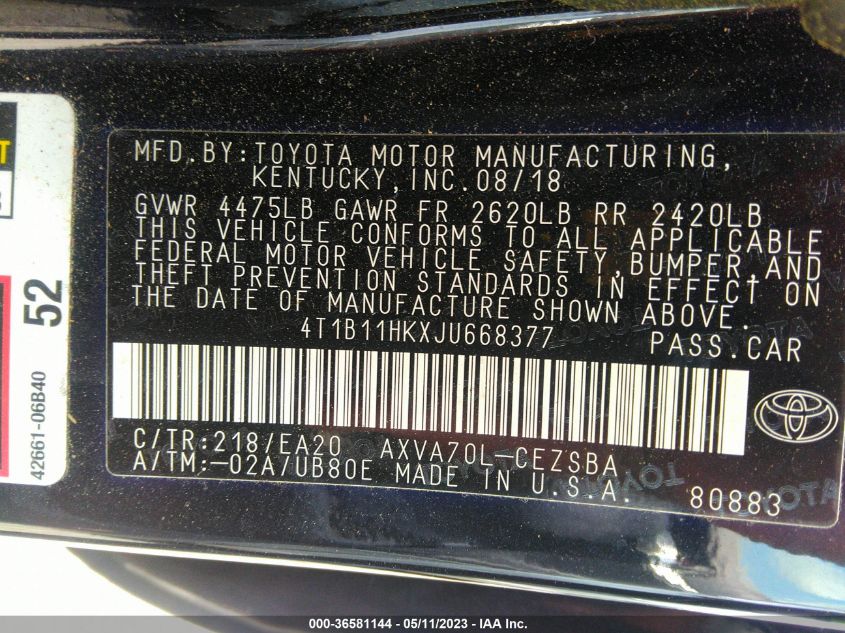 MFD.BY:TOYOTA MOTOR MANUFACTURING,
KENTUCKY,INC.08/18
GVWR 4475LB GAWR FR 2620LB RR 2420LB
THIS VEHICLE CONFORMS TO ALL APPLICABLE
FEDERAL MOTOR VEHICLE SAFETY,BUMPER,AND
THEFT PREVENTION STANDARDS IN EFFECT ON
THE DATE OF MANUFACTURE SHOWN ABOVE.
4T1B11HKXJU668377
PASS.CAR
C/TR:218/EA20 AXVA70L-CEZSBA
A/TM:-02A/UB80E MADE IN U.S.A.
80883
52
42661-06B40
TOYOTA
TOYOTA
000-36581144 - 05/11/2023 - IAA Inc.